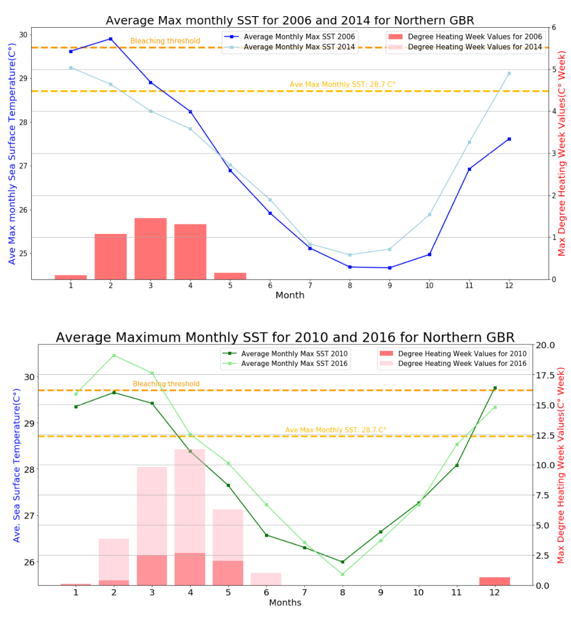 Average Max monthly SST for 2006 and 2014 for Northern GBR
Bleaching threshold
Average Monthly Max SST 2006
Average Monthly Max SST 2014
Degree Heating Week Values for 2006
Degree Heating Week Values for 2014
Ave Max Monthly SST: 28.7 C°
Ave Max monthly Sea Surface Temperature(C°)
30
29
28
27
26
25
6
5
4
3
2
1
0
Max Degree Heating Week Values(C° Week)
1 2 3 4 5 6 7 8 9 10 11 12
Month
Average Maximum Monthly SST for 2010 and 2016 for Northern GBR
Bleaching threshold
Average Monthly Max SST 2010
Average Monthly Max SST 2016
Degree Heating Week Values for 2010
Degree Heating Week Values for 2016
Ave Max Monthly SST: 28.7 C°
Ave. Sea Surface Temperature(C°)
30
29
28
27
26
20.0
17.5
15.0
12.5
10.0
7.5
5.0
2.5
0.0
Max Degree Heating Week Values(C° Week)
1 2 3 4 5 6 7 8 9 10 11 12
Months